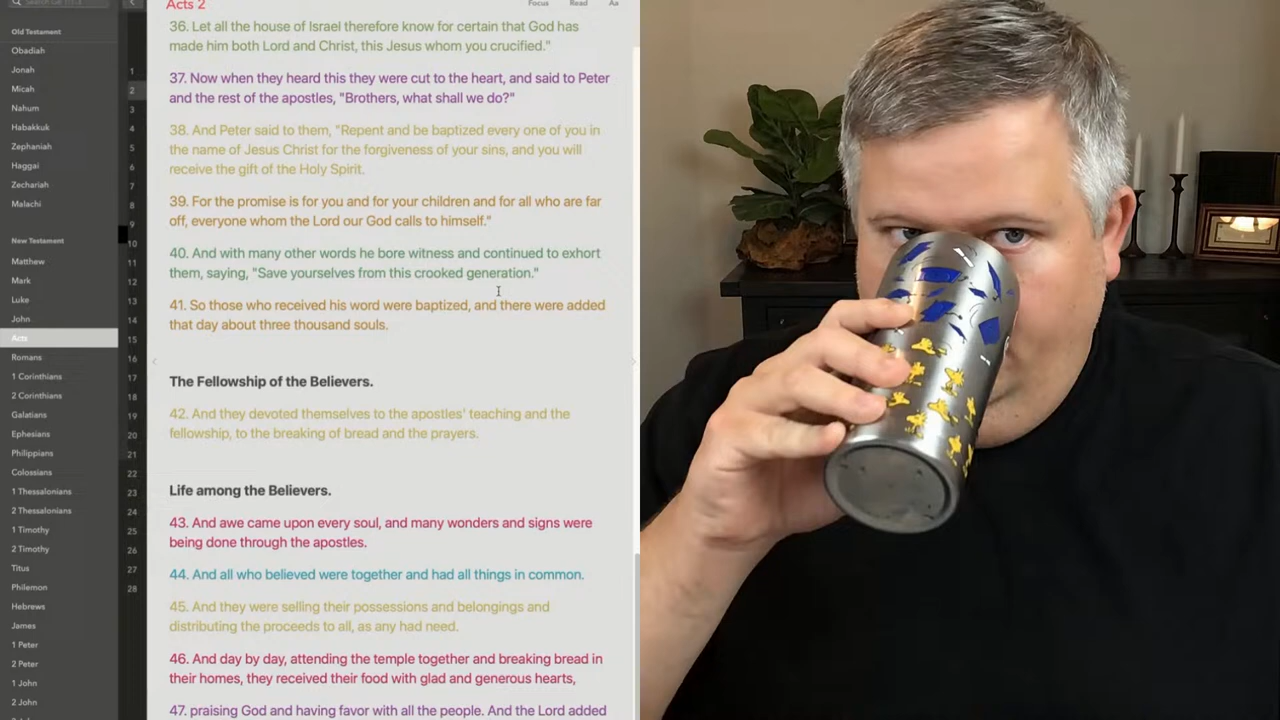 Acts 2
Focus
Read
Aa
Old Testament
Obadiah
Jonah
Micah
Nahum
Habakkuk
Zephaniah
Haggai
Zechariah
Malachi
New Testament
Matthew
Mark
Luke
John
Acts
Romans
1 Corinthians
2 Corinthians
Galatians
Ephesians
Philippians
Colossians
1 Thessalonians
2 Thessalonians
1 Timothy
2 Timothy
Titus
Philemon
Hebrews
James
1 Peter
2 Peter
1 John
2 John
1
2
3
4
5
6
7
8
9
10
11
12
13
14
15
16
17
18
19
20
21
22
23
24
25
26
27
28
36. Let all the house of Israel therefore know for certain that God has
made him both Lord and Christ, this Jesus whom you crucified."
37. Now when they heard this they were cut to the heart, and said to Peter
and the rest of the apostles, "Brothers, what shall we do?"
38. And Peter said to them, "Repent and be baptized every one of you in
the name of Jesus Christ for the forgiveness of your sins, and you will
receive the gift of the Holy Spirit.
39. For the promise is for you and for your children and for all who are far
off, everyone whom the Lord our God calls to himself."
40. And with many other words he bore witness and continued to exhort
them, saying, "Save yourselves from this crooked generation."
41. So those who received his word were baptized, and there were added
that day about three thousand souls.
The Fellowship of the Believers.
42. And they devoted themselves to the apostles' teaching and the
fellowship, to the breaking of bread and the prayers.
Life among the Believers.
43. And awe came upon every soul, and many wonders and signs were
being done through the apostles.
44. And all who believed were together and had all things in common.
45. And they were selling their possessions and belongings and
distributing the proceeds to all, as any had need.
46. And day by day, attending the temple together and breaking bread in
their homes, they received their food with glad and generous hearts,
47. praising God and having favor with all the people. And the Lord added